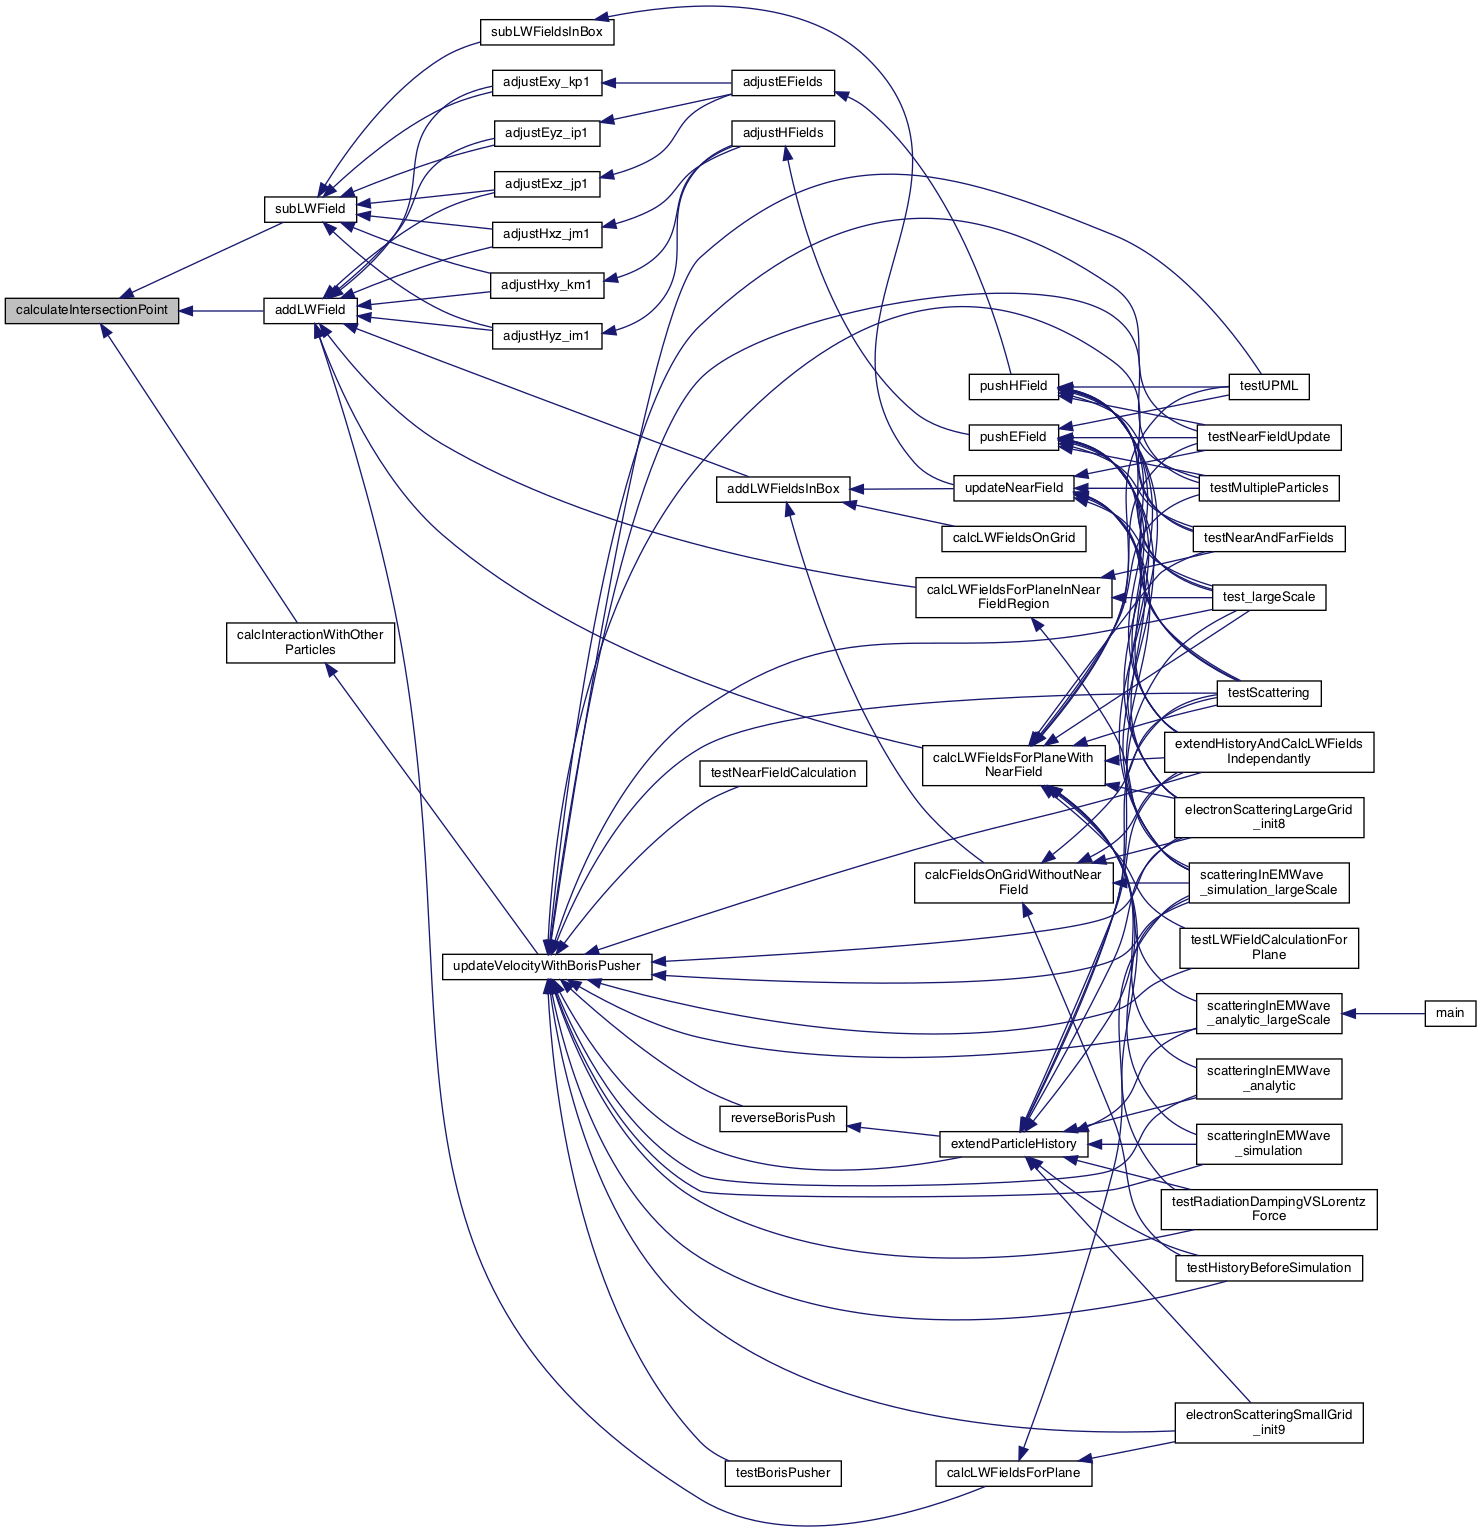 subLWFieldsInBox
adjustExy_kp1
adjustEFields
adjustEyz_ip1
adjustHFields
adjustExz_jp1
subLWField
adjustHxz_jm1
adjustHxy_km1
calculateIntersectionPoint
addLWField
adjustHyz_im1
pushHField
testUPML
pushEField
testNearFieldUpdate
addLWFieldsInBox
updateNearField
testMultipleParticles
calcLWFieldsOnGrid
testNearAndFarFields
calcLWFieldsForPlaneInNear
FieldRegion
test_largeScale
calcInteractionWithOther
Particles
testScattering
calcLWFieldsForPlaneWith
NearField
extendHistoryAndCalcLWFields
Independantly
testNearFieldCalculation
electronScatteringLargeGrid
_init8
calcFieldsOnGridWithoutNear
Field
scatteringInEMWave
_simulation_largeScale
testLWFieldCalculationFor
Plane
updateVelocityWithBorisPusher
scatteringInEMWave
_analytic_largeScale
main
scatteringInEMWave
_analytic
reverseBorisPush
extendParticleHistory
scatteringInEMWave
_simulation
testRadiationDampingVSLorentz
Force
testHistoryBeforeSimulation
electronScatteringSmallGrid
_init9
testBorisPusher
calcLWFieldsForPlane